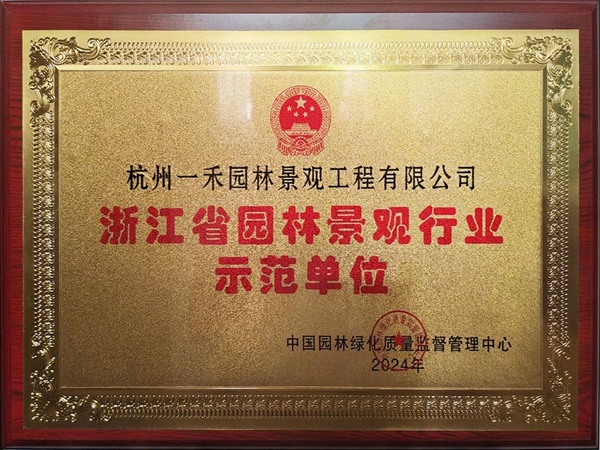 杭州一禾园林景观工程有限公司
浙江省园林景观行业
示范单位
中国园林绿化质量监督管理中心
2024年